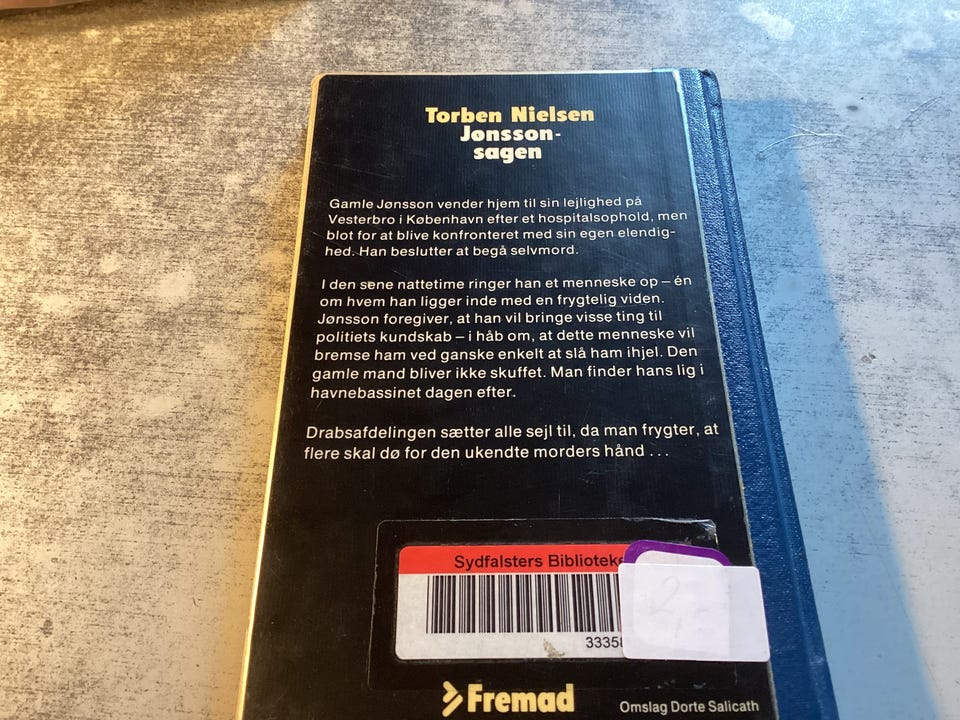 Torben Nielsen
Jønsson-
sagen
Gamle Jønsson vender hjem til sin lejlighed på
Vesterbro i København efter et hospitalsophold, men
blot for at blive konfronteret med sin egen elendig-
hed. Han beslutter at begå selvmord.
I den sene nattetime ringer han et menneske op – én
om hvem han ligger inde med en frygtelig viden.
Jønsson foregiver, at han vil bringe visse ting til
politiets kundskab – i håb om, at dette menneske vil
bremse ham ved ganske enkelt at slå ham ihjel. Den
gamle mand bliver ikke skuffet. Man finder hans lig i
havnebassinet dagen efter.
Drabsafdelingen sætter alle sejl til, da man frygter, at
flere skal dø for den ukendte morders hånd ...
Sydfalsters Biblioteke
3335
Fremad
Omslag Dorte Salicath